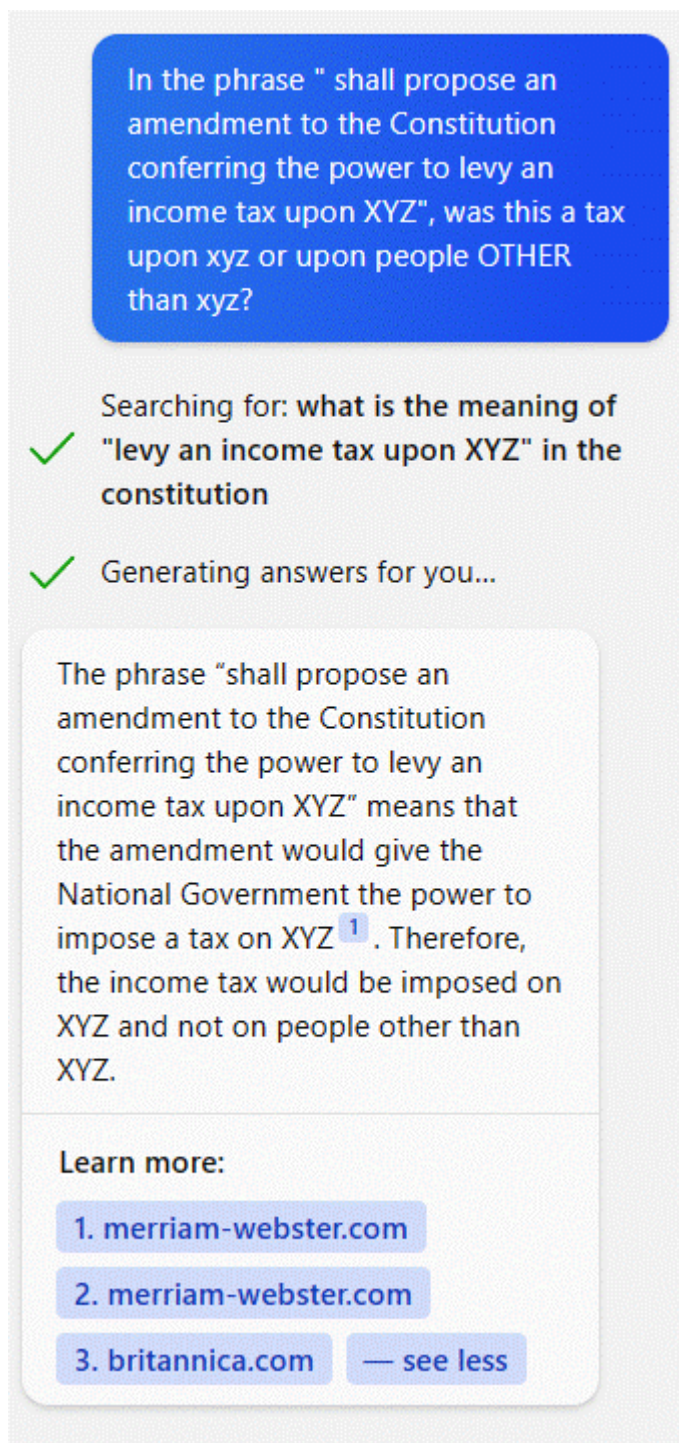 In the phrase " shall propose an
amendment to the Constitution
conferring the power to levy an
income tax upon XYZ", was this a tax
upon xyz or upon people OTHER
than xyz?
Searching for: what is the meaning of
"levy an income tax upon XYZ" in the
constitution
Generating answers for you...
The phrase “shall propose an
amendment to the Constitution
conferring the power to levy an
income tax upon XYZ” means that
the amendment would give the
National Government the power to
impose a tax on XYZ 1 . Therefore,
the income tax would be imposed on
XYZ and not on people other than
XYZ.
Learn more:
1. merriam-webster.com
2. merriam-webster.com
3. britannica.com — see less